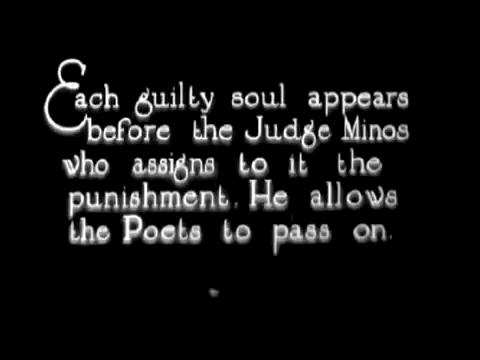 Each guilty soul appears
before the Judge Minos
who assigns to it the
punishment. He allows
the Poets to pass on.